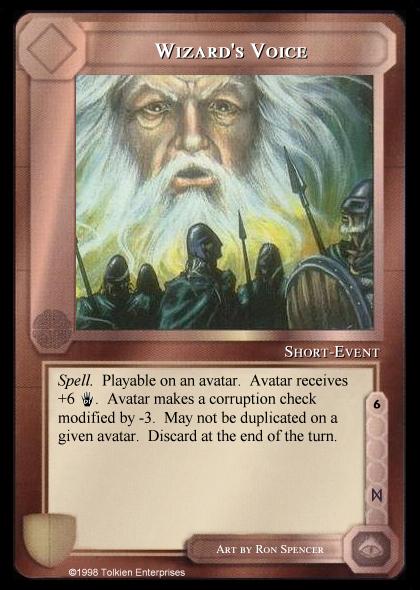 WIZARD'S VOICE
SHORT-EVENT
Spell. Playable on an avatar. Avatar receives
+6 . Avatar makes a corruption check
modified by -3. May not be duplicated on a
given avatar. Discard at the end of the turn.
6
ART BY RON SPENCER
©1998 Tolkien Enterprises